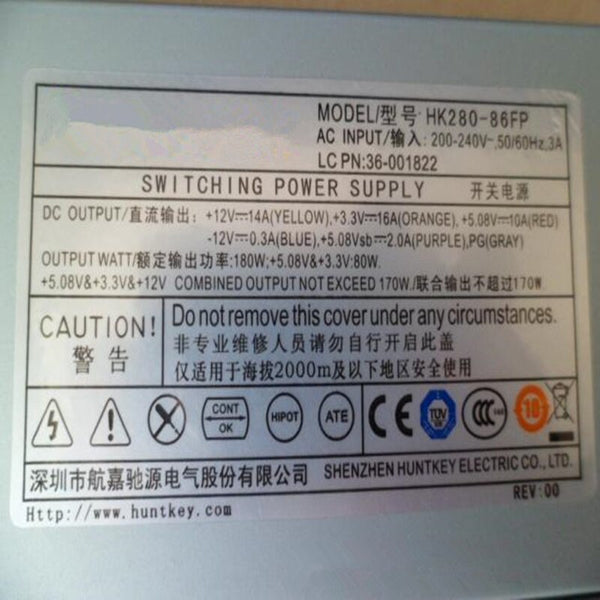 MODEL/型号: HK280-86FP
AC INPUT/输入: 200-240V~,50/60Hz,3A
LC PN:36-001822
SWITCHING POWER SUPPLY 开关电源
DC OUTPUT/直流输出: +12V⎓14A(YELLOW),+3.3V⎓16A(ORANGE),+5.08V⎓10A(RED)
-12V⎓0.3A(BLUE),+5.08Vsb⎓2.0A(PURPLE),PG(GRAY)
OUTPUT WATT/额定输出功率:180W;+5.08V&+3.3V:80W.
+5.08V&+3.3V&+12V COMBINED OUTPUT NOT EXCEED 170W./联合输出不超过170W.
CAUTION! Do not remove this cover under any circumstances.
警告 非专业维修人员请勿自行开启此盖
仅适用于海拔2000m及以下地区安全使用
CONT OK HIPOT ATE CE TUV CCC 10
深圳市航嘉驰源电气股份有限公司 SHENZHEN HUNTKEY ELECTRIC CO., LTD.
Http://www.huntkey.com REV:00